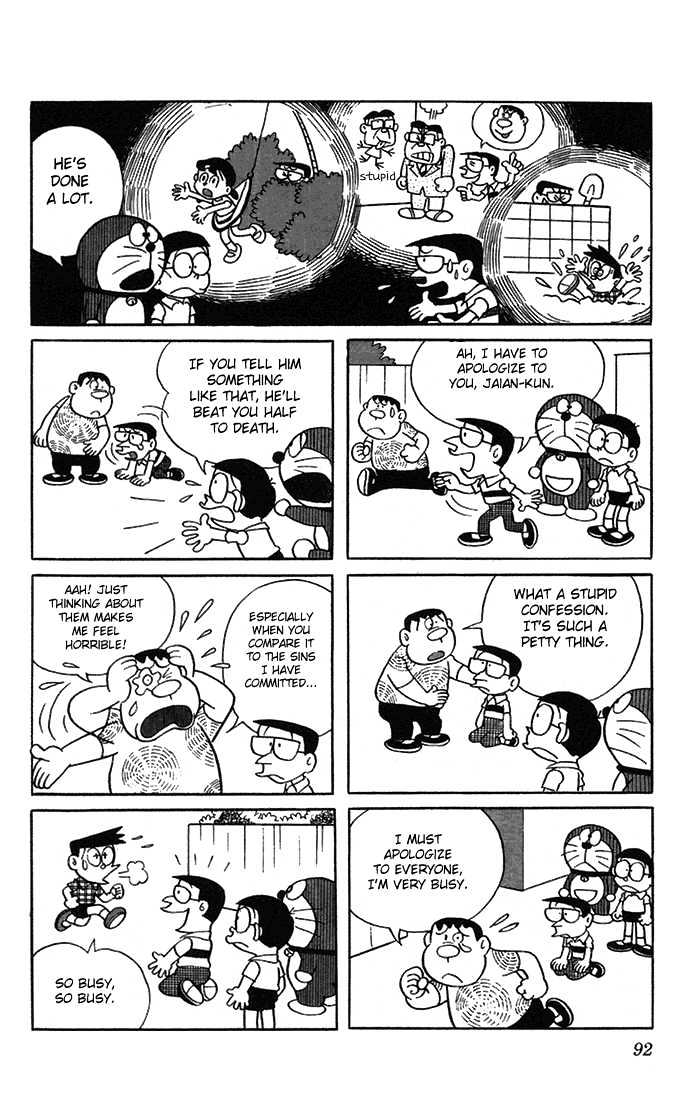 stupid
HE'S
DONE
A LOT.
AH, I HAVE TO
APOLOGIZE TO
YOU, JAIAN-KUN.
IF YOU TELL HIM
SOMETHING
LIKE THAT, HE'LL
BEAT YOU HALF
TO DEATH.
WHAT A STUPID
CONFESSION.
IT'S SUCH A
PETTY THING.
ESPECIALLY
WHEN YOU
COMPARE IT
TO THE SINS
I HAVE
COMMITTED...
AAH! JUST
THINKING ABOUT
THEM MAKES
ME FEEL
HORRIBLE!
I MUST
APOLOGIZE
TO EVERYONE,
I'M VERY BUSY.
SO BUSY,
SO BUSY.
92